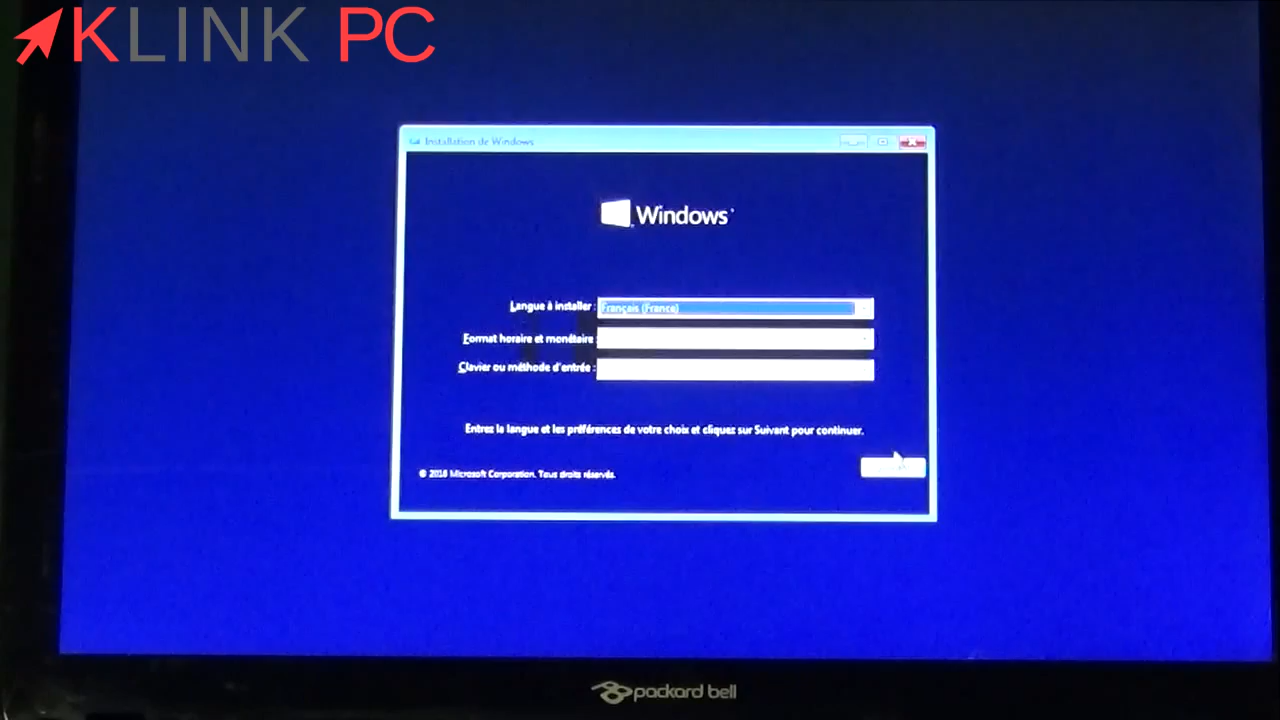 KLINK PC
Installation de Windows
Windows
Langue à installer : Français (France)
Format horaire et monétaire :
Clavier ou méthode d'entrée :
Entrez la langue et les préférences de votre choix et cliquez sur Suivant pour continuer.
© 2016 Microsoft Corporation. Tous droits réservés.
packard bell